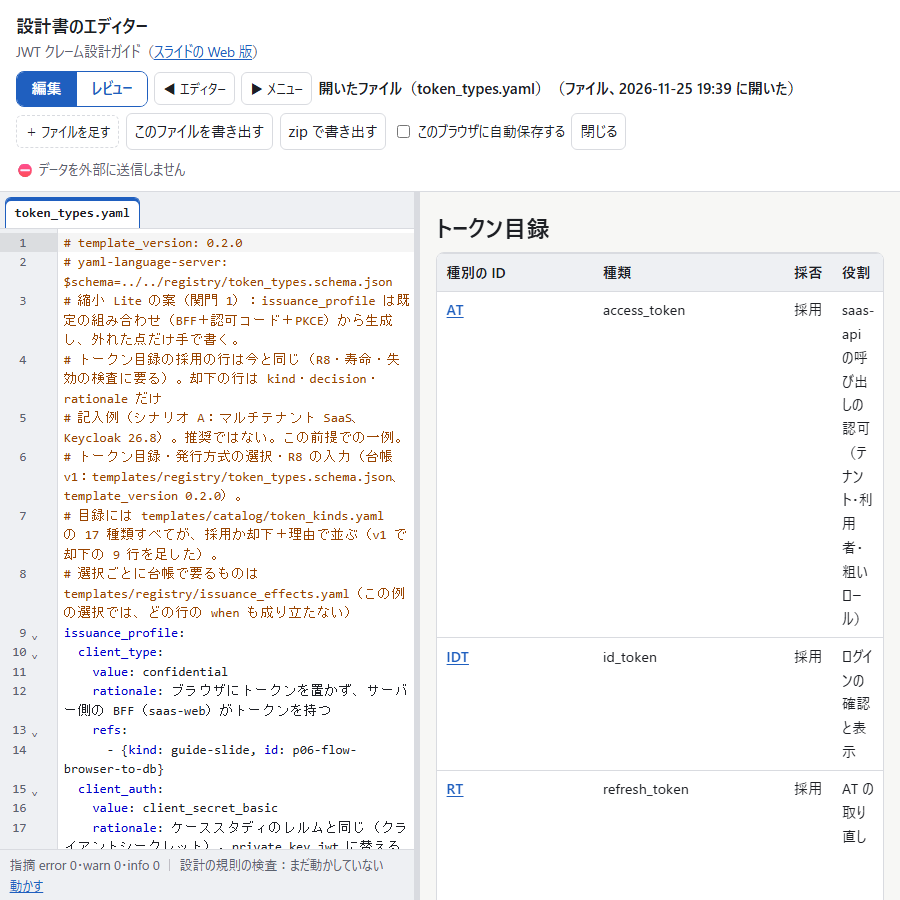 設計書のエディター
JWT クレーム設計ガイド（スライドの Web 版）
編集 レビュー ◀ エディター ▶ メニュー 開いたファイル（token_types.yaml）（ファイル、2026-11-25 19:39 に開いた）
+ ファイルを足す このファイルを書き出す zip で書き出す このブラウザに自動保存する 閉じる
⛔ データを外部に送信しません
token_types.yaml
1 # template_version: 0.2.0
2 # yaml-language-server:
$schema=../../registry/token_types.schema.json
3 # 縮小 Lite の案（関門 1）：issuance_profile は既
定の組み合わせ（BFF＋認可コード＋PKCE）から生成
し、外れた点だけ手で書く。
4 # トークン目録の採用の行は今と同じ（R8・寿命・失
効の検査に要る）。却下の行は kind・decision・
rationale だけ
5 # 記入例（シナリオ A：マルチテナント SaaS、
Keycloak 26.8）。推奨ではない。この前提での一例。
6 # トークン目録・発行方式の選択・R8 の入力（台帳
v1：templates/registry/token_types.schema.json、
template_version 0.2.0）。
7 # 目録には templates/catalog/token_kinds.yaml
の 17 種類すべてが、採用か却下＋理由で並ぶ（v1 で
却下の 9 行を足した）。
8 # 選択ごとに台帳で要るものは
templates/registry/issuance_effects.yaml（この例
の選択では、どの行の when も成り立たない）
9 issuance_profile:
10 client_type:
11 value: confidential
12 rationale: ブラウザにトークンを置かず、サーバ
ー側の BFF（saas-web）がトークンを持つ
13 refs:
14 - {kind: guide-slide, id: p06-flow-
browser-to-db}
15 client_auth:
16 value: client_secret_basic
17 rationale: ケーススタディのレルムと同じ（クラ
イアントシークレット）。private_key_jwt に替える
指摘 error 0・warn 0・info 0 | 設計の規則の検査：まだ動かしていない
動かす
トークン目録
種別の ID 種類 採否 役割
AT access_token 採用 saas-
api
の呼
び出
しの
認可
（テ
ナン
ト・利
用
者・
粗い
ロー
ル）
IDT id_token 採用 ログイ
ンの
確認
と表
示
RT refresh_token 採用 AT の
取り
直し